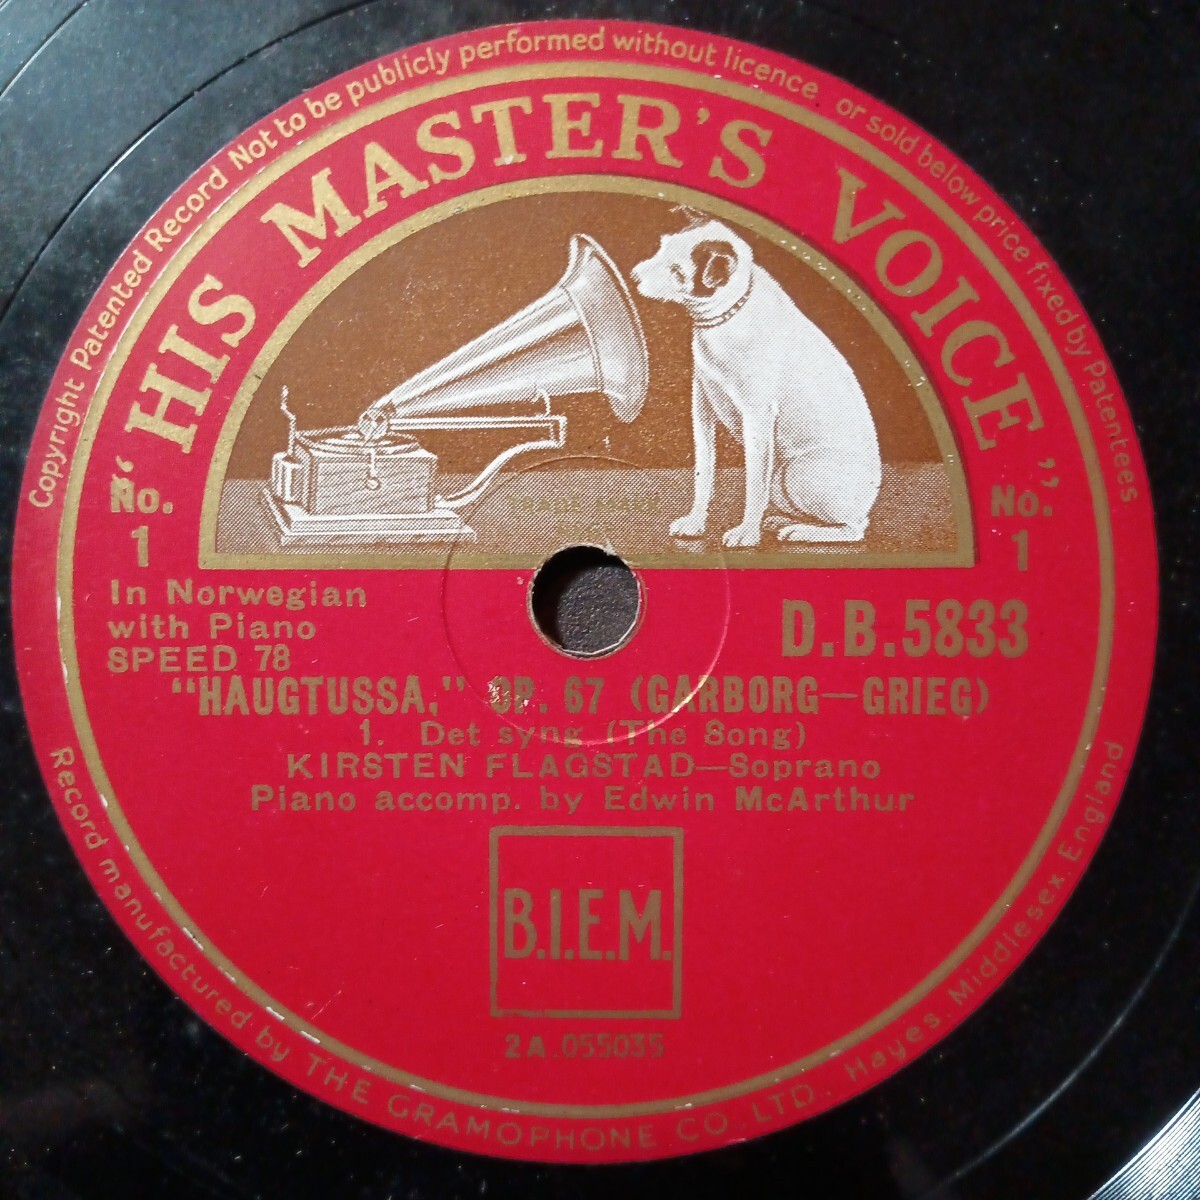 Copyright Patented Record Not to be publicly performed without licence or sold below price fixed by Patentees
"HIS MASTER'S VOICE"
TRADE MARK
No.
1
No.
1
In Norwegian
with Piano
SPEED 78
D.B.5833
"HAUGTUSSA," OP. 67 (GARBORG—GRIEG)
1. Det syng (The Song)
KIRSTEN FLAGSTAD—Soprano
Piano accomp. by Edwin McArthur
B.I.E.M.
2A.055035
Record manufactured by THE GRAMOPHONE CO. LTD. Hayes. Middlesex. England